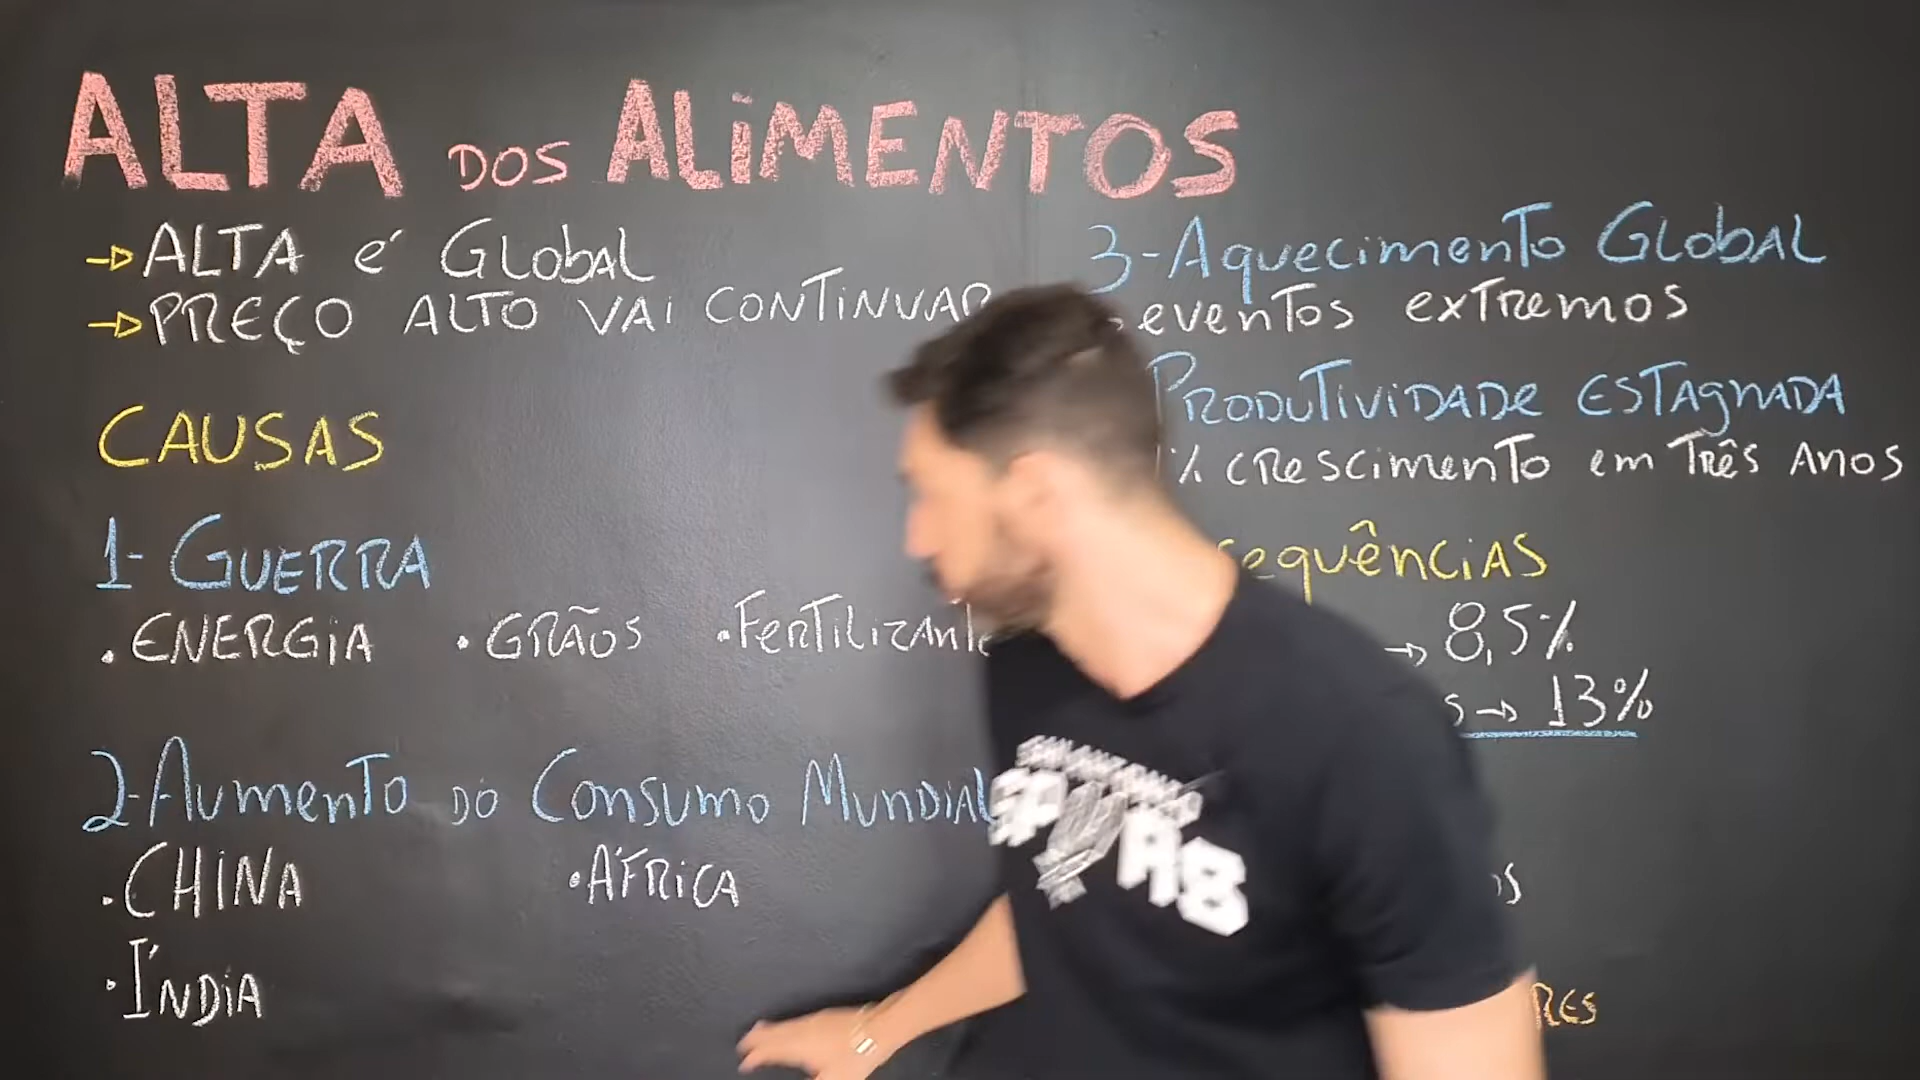 ALTA DOS ALIMENTOS
→ ALTA é GLObAL
→ PREÇO ALTO VAI CONTINUAR
CAUSAS
1- GUERRA
• ENERGIA • GRÃOS • FERTILIZANTE
2- AUMENTO DO CONSUMO MUNDIAL
• CHINA • ÁFRICA
• ÍNDIA
3- Aquecimento GLObAL
eventos extremos
PRODUTIVIDADE ESTAgNADA
% crescimento em Três Anos
sequências
→ 8,5%
s → 13%
os
RES